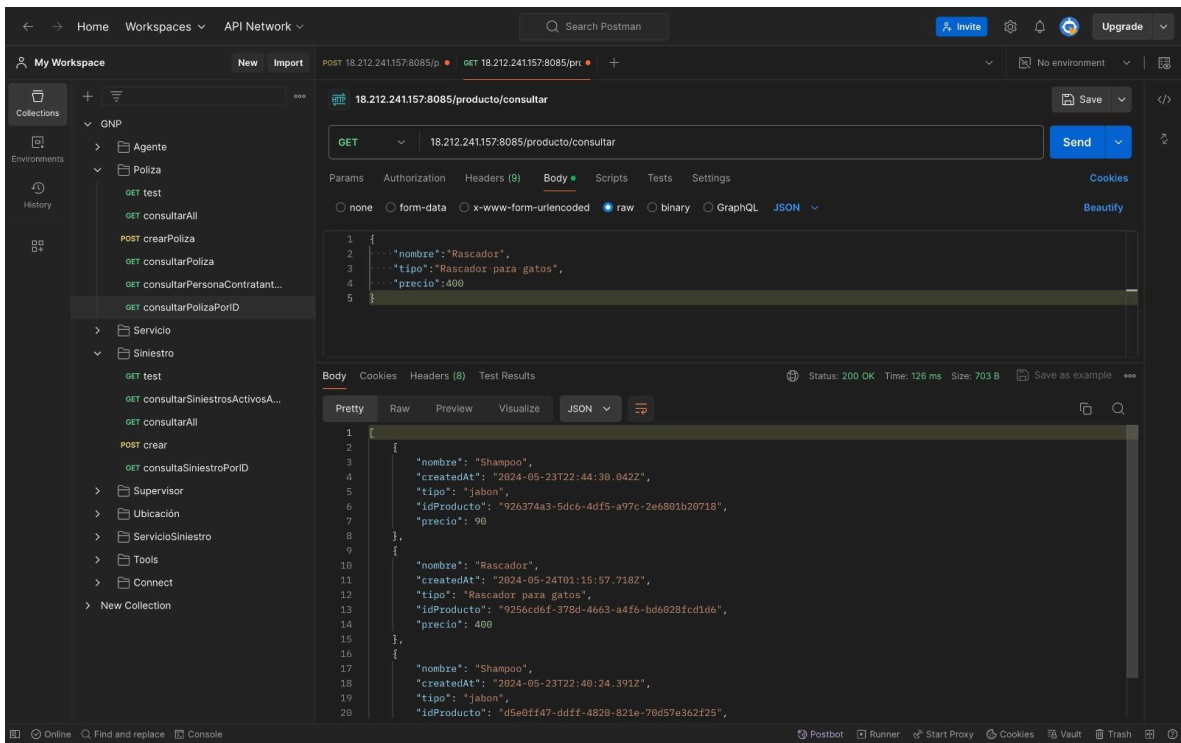 Home Workspaces API Network Search Postman Invite Upgrade
My Workspace New Import POST 18.212.241.157:8085/p GET 18.212.241.157:8085/pro No environment
Collections
Environments
History
GNP
Agente
Poliza
GET test
GET consultarAll
POST crearPoliza
GET consultarPoliza
GET consultarPersonaContratant...
GET consultarPolizaPorID
Servicio
Siniestro
GET test
GET consultarSiniestrosActivosA...
GET consultarAll
POST crear
GET consultaSiniestroPorID
Supervisor
Ubicación
ServicioSiniestro
Tools
Connect
New Collection
HTTP 18.212.241.157:8085/producto/consultar Save
GET 18.212.241.157:8085/producto/consultar Send
Params Authorization Headers (9) Body Scripts Tests Settings Cookies
none form-data x-www-form-urlencoded raw binary GraphQL JSON Beautify
1 {
2 "nombre":"Rascador",
3 "tipo":"Rascador para gatos",
4 "precio":400
5 }
Body Cookies Headers (8) Test Results Status: 200 OK Time: 126 ms Size: 703 B Save as example
Pretty Raw Preview Visualize JSON
1 [
2 {
3 "nombre": "Shampoo",
4 "createdAt": "2024-05-23T22:44:30.042Z",
5 "tipo": "jabon",
6 "idProducto": "926374a3-5dc6-4df5-a97c-2e6801b20718",
7 "precio": 90
8 },
9 {
10 "nombre": "Rascador",
11 "createdAt": "2024-05-24T01:15:57.718Z",
12 "tipo": "Rascador para gatos",
13 "idProducto": "9256cd6f-378d-4663-a4f6-bd6028fcd1d6",
14 "precio": 400
15 },
16 {
17 "nombre": "Shampoo",
18 "createdAt": "2024-05-23T22:40:24.391Z",
19 "tipo": "jabon",
20 "idProducto": "d5e0ff47-ddff-4820-821e-70d57e362f25",
Online Find and replace Console Postbot Runner Start Proxy Cookies Vault Trash